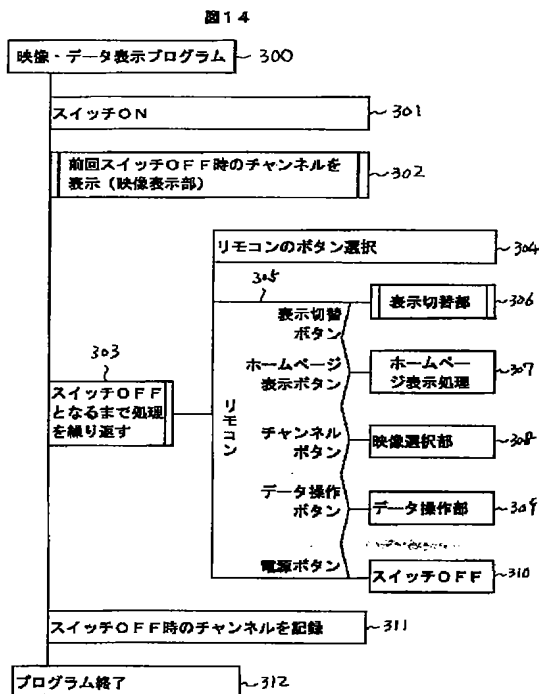 図14
映像・データ表示プログラム
300
スイッチON
301
前回スイッチOFF時のチャンネルを
表示（映像表示部）
302
リモコンのボタン選択
304
305
表示切替
ボタン
表示切替部
306
303
スイッチOFF
となるまで処理
を繰り返す
リモコン
ホームページ
表示ボタン
ホームペー
ジ表示処理
307
チャンネル
ボタン
映像選択部
308
データ操作
ボタン
データ操作部
309
電源ボタン
スイッチOFF
310
スイッチOFF時のチャンネルを記録
311
プログラム終了
312